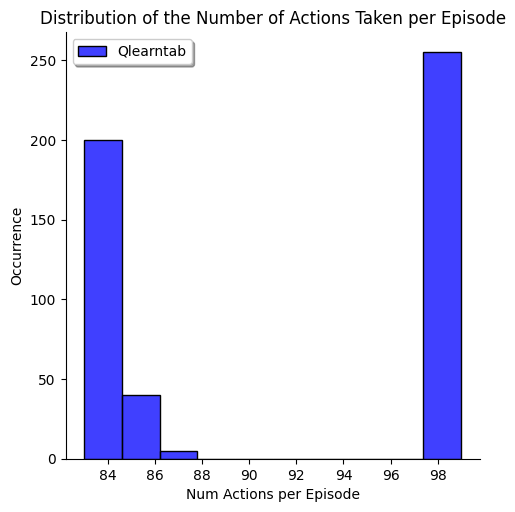 Distribution of the Number of Actions Taken per Episode
Qlearntab
250
200
150
100
50
0
Occurrence
84 86 88 90 92 94 96 98
Num Actions per Episode